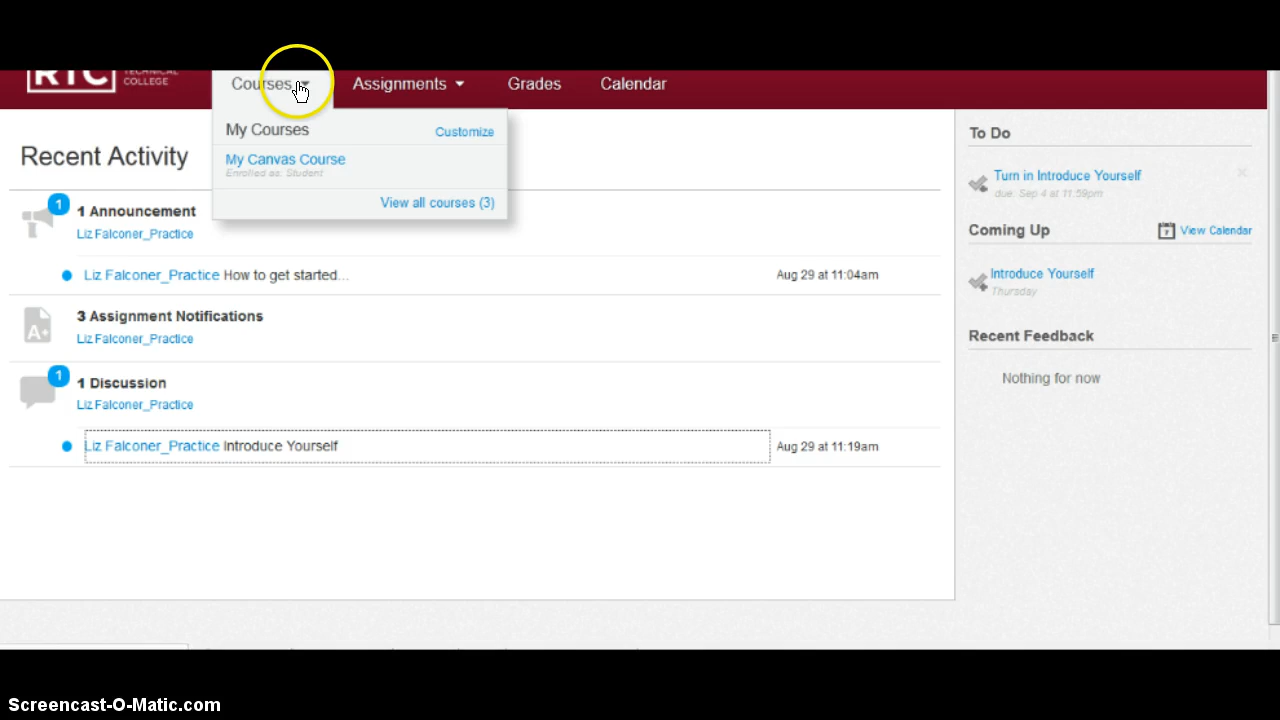 RTC TECHNICAL
COLLEGE
Courses Assignments Grades Calendar
My Courses Customize
My Canvas Course
Enrolled as: Student
View all courses (3)
Recent Activity
1
1 Announcement
Liz Falconer_Practice
Liz Falconer_Practice How to get started... Aug 29 at 11:04am
A+
3 Assignment Notifications
Liz Falconer_Practice
1
1 Discussion
Liz Falconer_Practice
Liz Falconer_Practice Introduce Yourself Aug 29 at 11:19am
To Do
Turn in Introduce Yourself
due: Sep 4 at 11:59pm
Coming Up 7 View Calendar
Introduce Yourself
Thursday
Recent Feedback
Nothing for now
Screencast-O-Matic.com